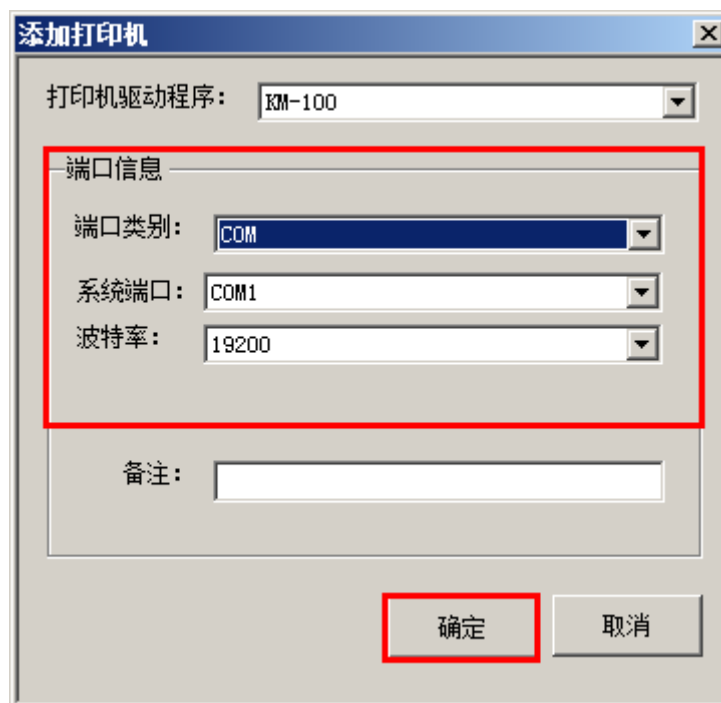 添加打印机
打印机驱动程序： KM-100
端口信息
端口类别： COM
系统端口： COM1
波特率： 19200
备注：
确定 取消